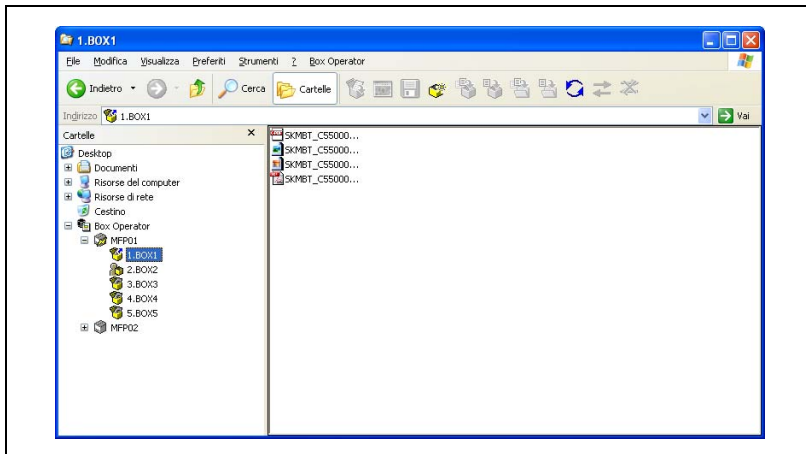 1.BOX1
File Modifica Visualizza Preferiti Strumenti ? Box Operator
Indietro Cerca Cartelle
Indirizzo 1.BOX1 Vai
Cartelle
Desktop
Documenti
Risorse del computer
Risorse di rete
Cestino
Box Operator
MFP01
1.BOX1
2.BOX2
3.BOX3
4.BOX4
5.BOX5
MFP02
SKMBT_C55000...
SKMBT_C55000...
SKMBT_C55000...
SKMBT_C55000...